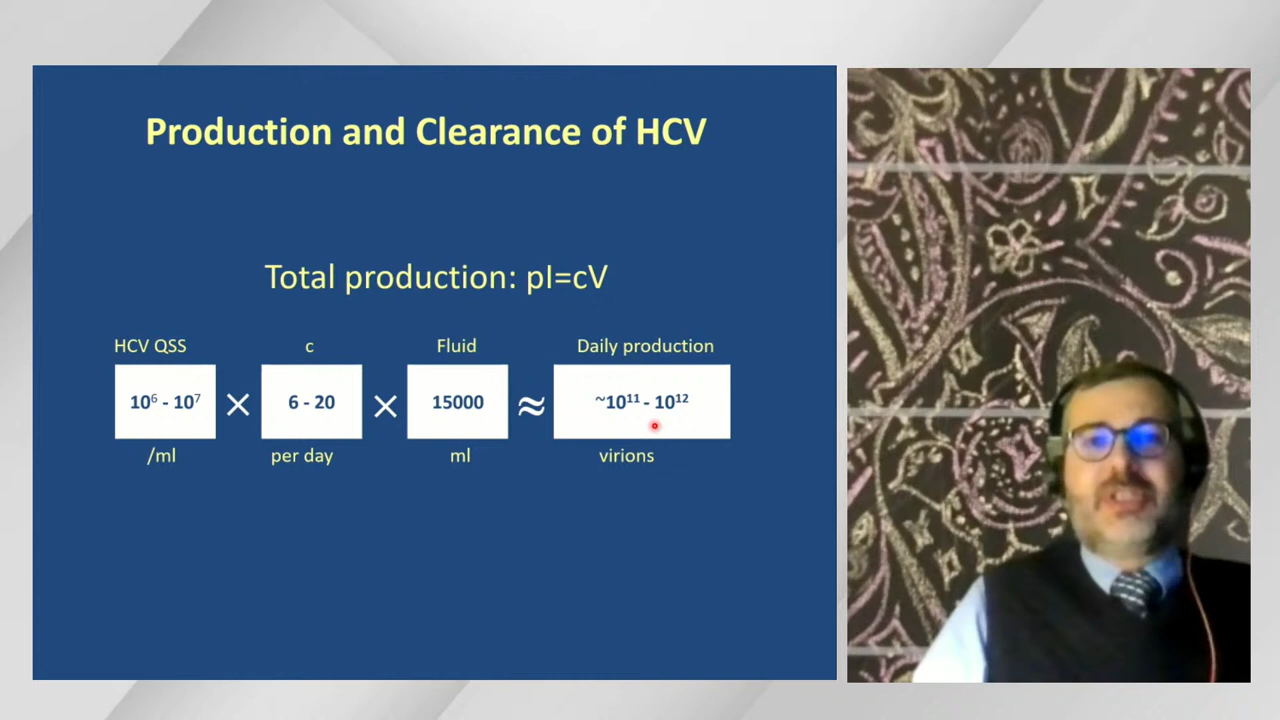 Production and Clearance of HCV
Total production: pI=cV
HCV QSS c Fluid Daily production
10⁶ - 10⁷ × 6 - 20 × 15000 ≈ ~10¹¹ - 10¹²
/ml per day ml virions